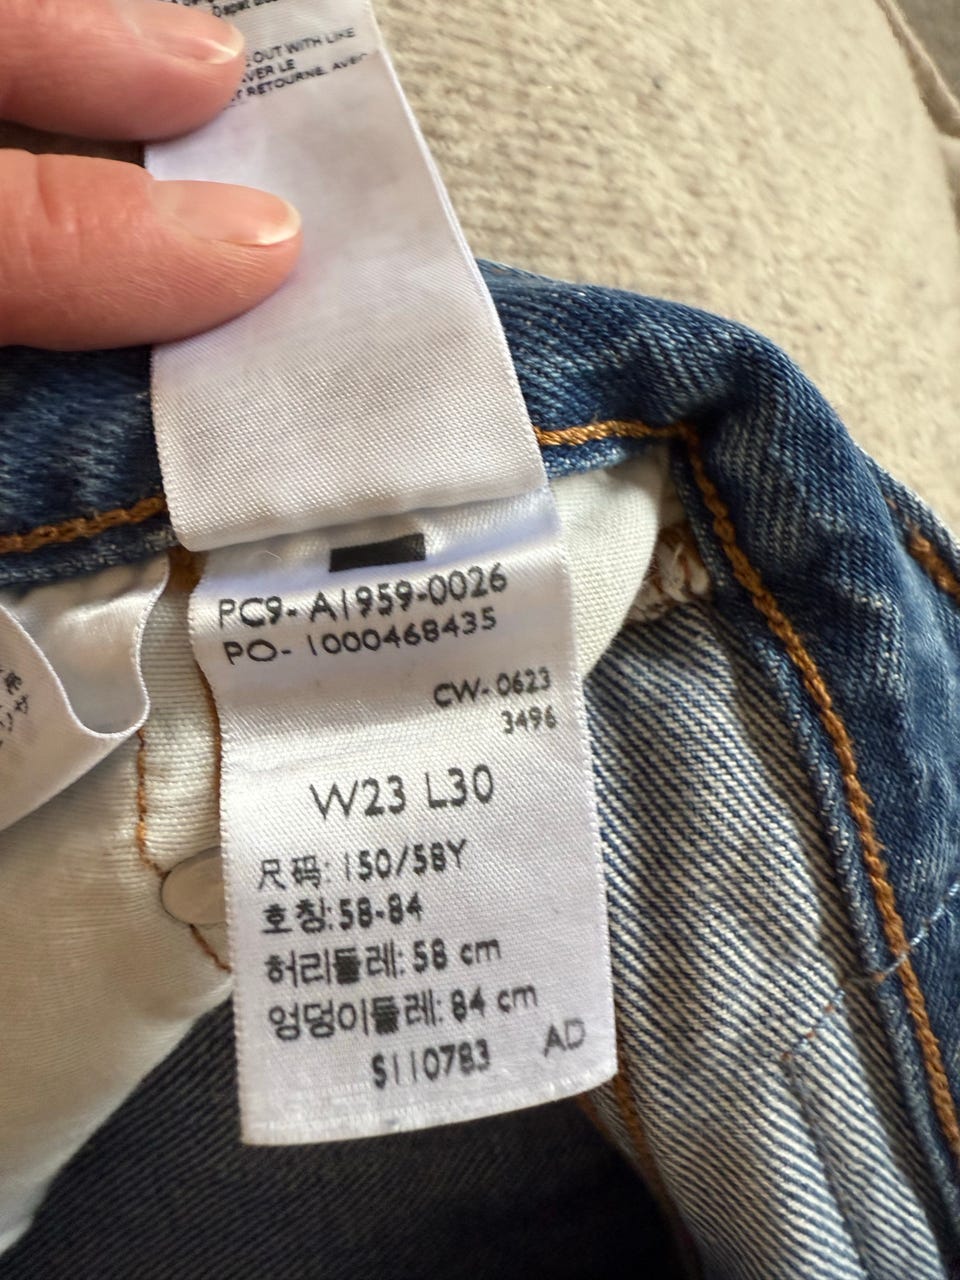 OUT WITH LIKE
RETOURNE, AVEC
PC9- A1959-0026
PO- 1000468435
CW- 0623
3496
W23 L30
尺码: 150/58Y
호칭:58-84
허리둘레: 58 cm
엉덩이둘레: 84 cm
S110783 AD